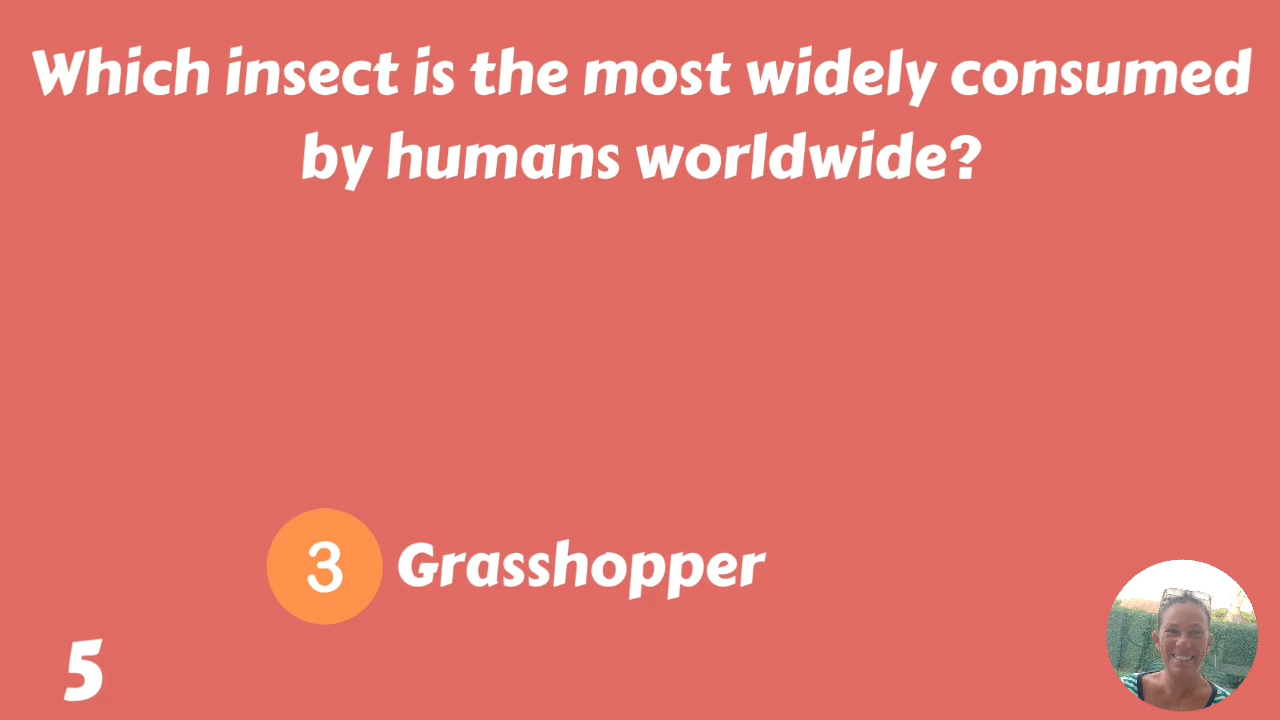 Which insect is the most widely consumed
by humans worldwide?
3 Grasshopper
5